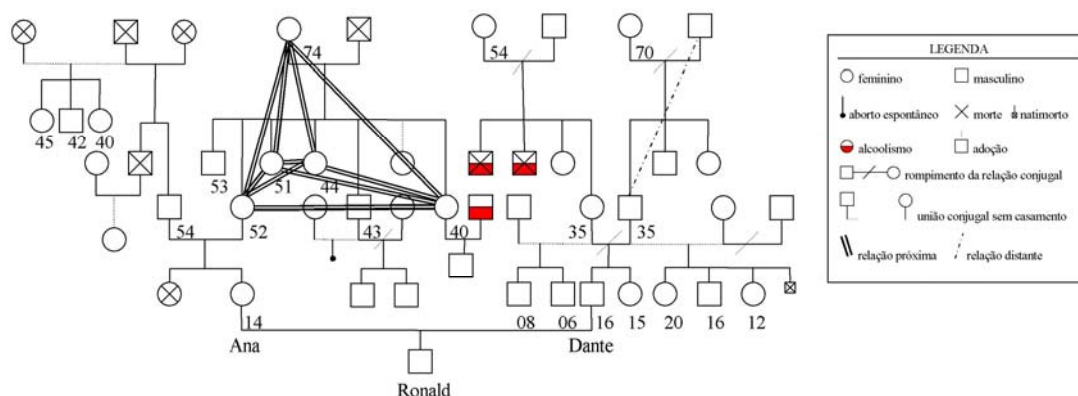 74
54
70
45
42
40
53
51
44
54
52
43
40
35
35
14
08
06
16
15
20
16
12
Ana
Dante
Ronald
LEGENDA
feminino
masculino
aborto espontâneo
morte
natimorto
alcoolismo
adoção
rompimento da relação conjugal
união conjugal sem casamento
relação próxima
relação distante